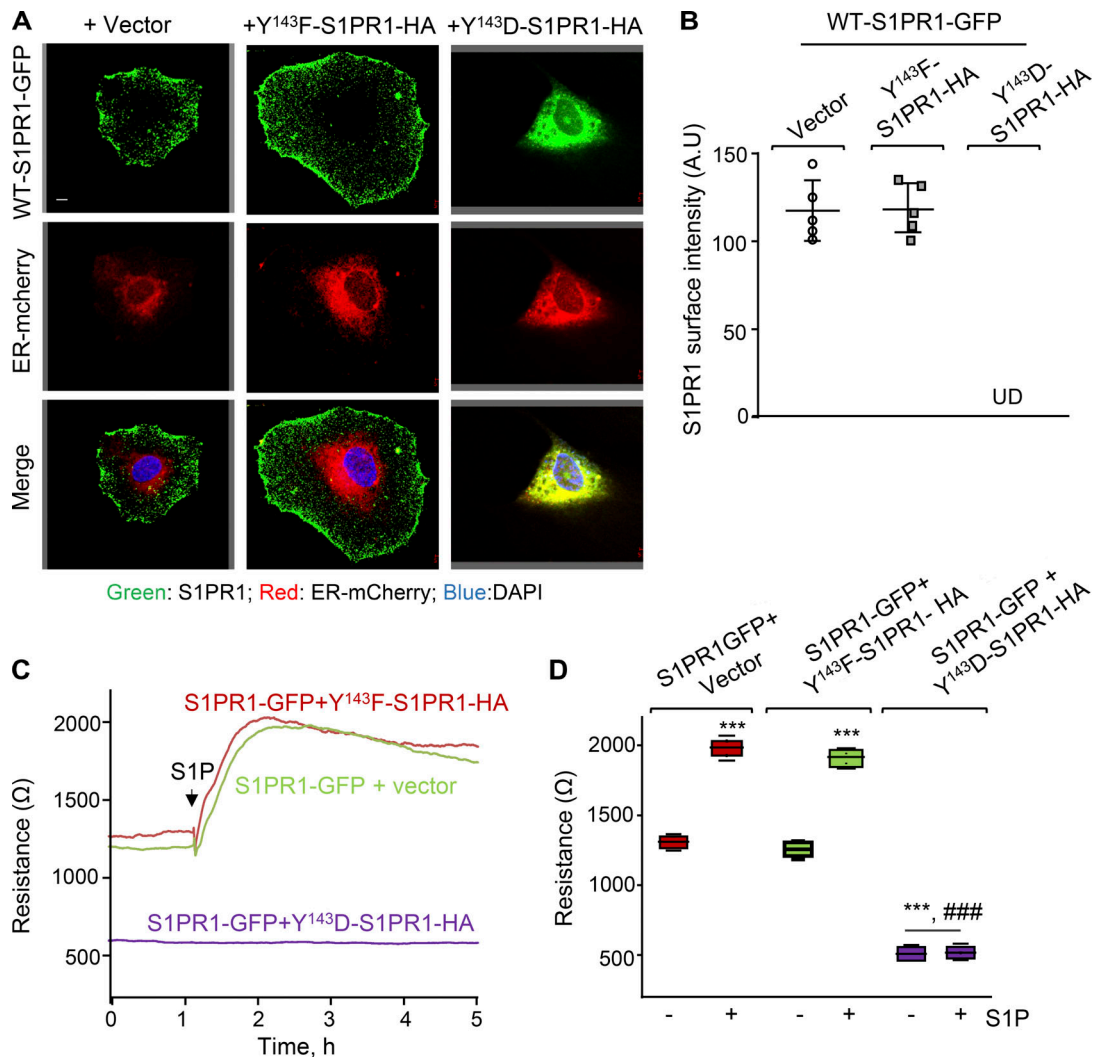 A
+ Vector
+Y¹⁴³F-S1PR1-HA
+Y¹⁴³D-S1PR1-HA
WT-S1PR1-GFP
ER-mcherry
Merge
Green: S1PR1; Red: ER-mCherry; Blue:DAPI
B
WT-S1PR1-GFP
Vector
Y¹⁴³F-
S1PR1-HA
Y¹⁴³D-
S1PR1-HA
S1PR1 surface intensity (A.U)
150
100
50
0
UD
C
S1PR1-GFP+Y¹⁴³F-S1PR1-HA
S1P
S1PR1-GFP + vector
S1PR1-GFP+Y¹⁴³D-S1PR1-HA
Resistance (Ω)
2000
1500
1000
500
0 1 2 3 4 5
Time, h
D
S1PR1GFP+
Vector
S1PR1-GFP+
Y¹⁴³F-S1PR1- HA
S1PR1-GFP +
Y¹⁴³D-S1PR1-HA
Resistance (Ω)
2000
1500
1000
500
***
***
***, ###
- + - + - + S1P